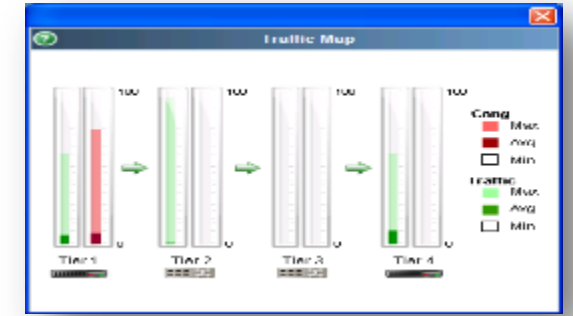 Traffic Map
100 100 100 100
Cong
Max
Avg
Min
Traffic
Max
Avg
Min
0 0 0 0
Tier 1 Tier 2 Tier 3 Tier 4